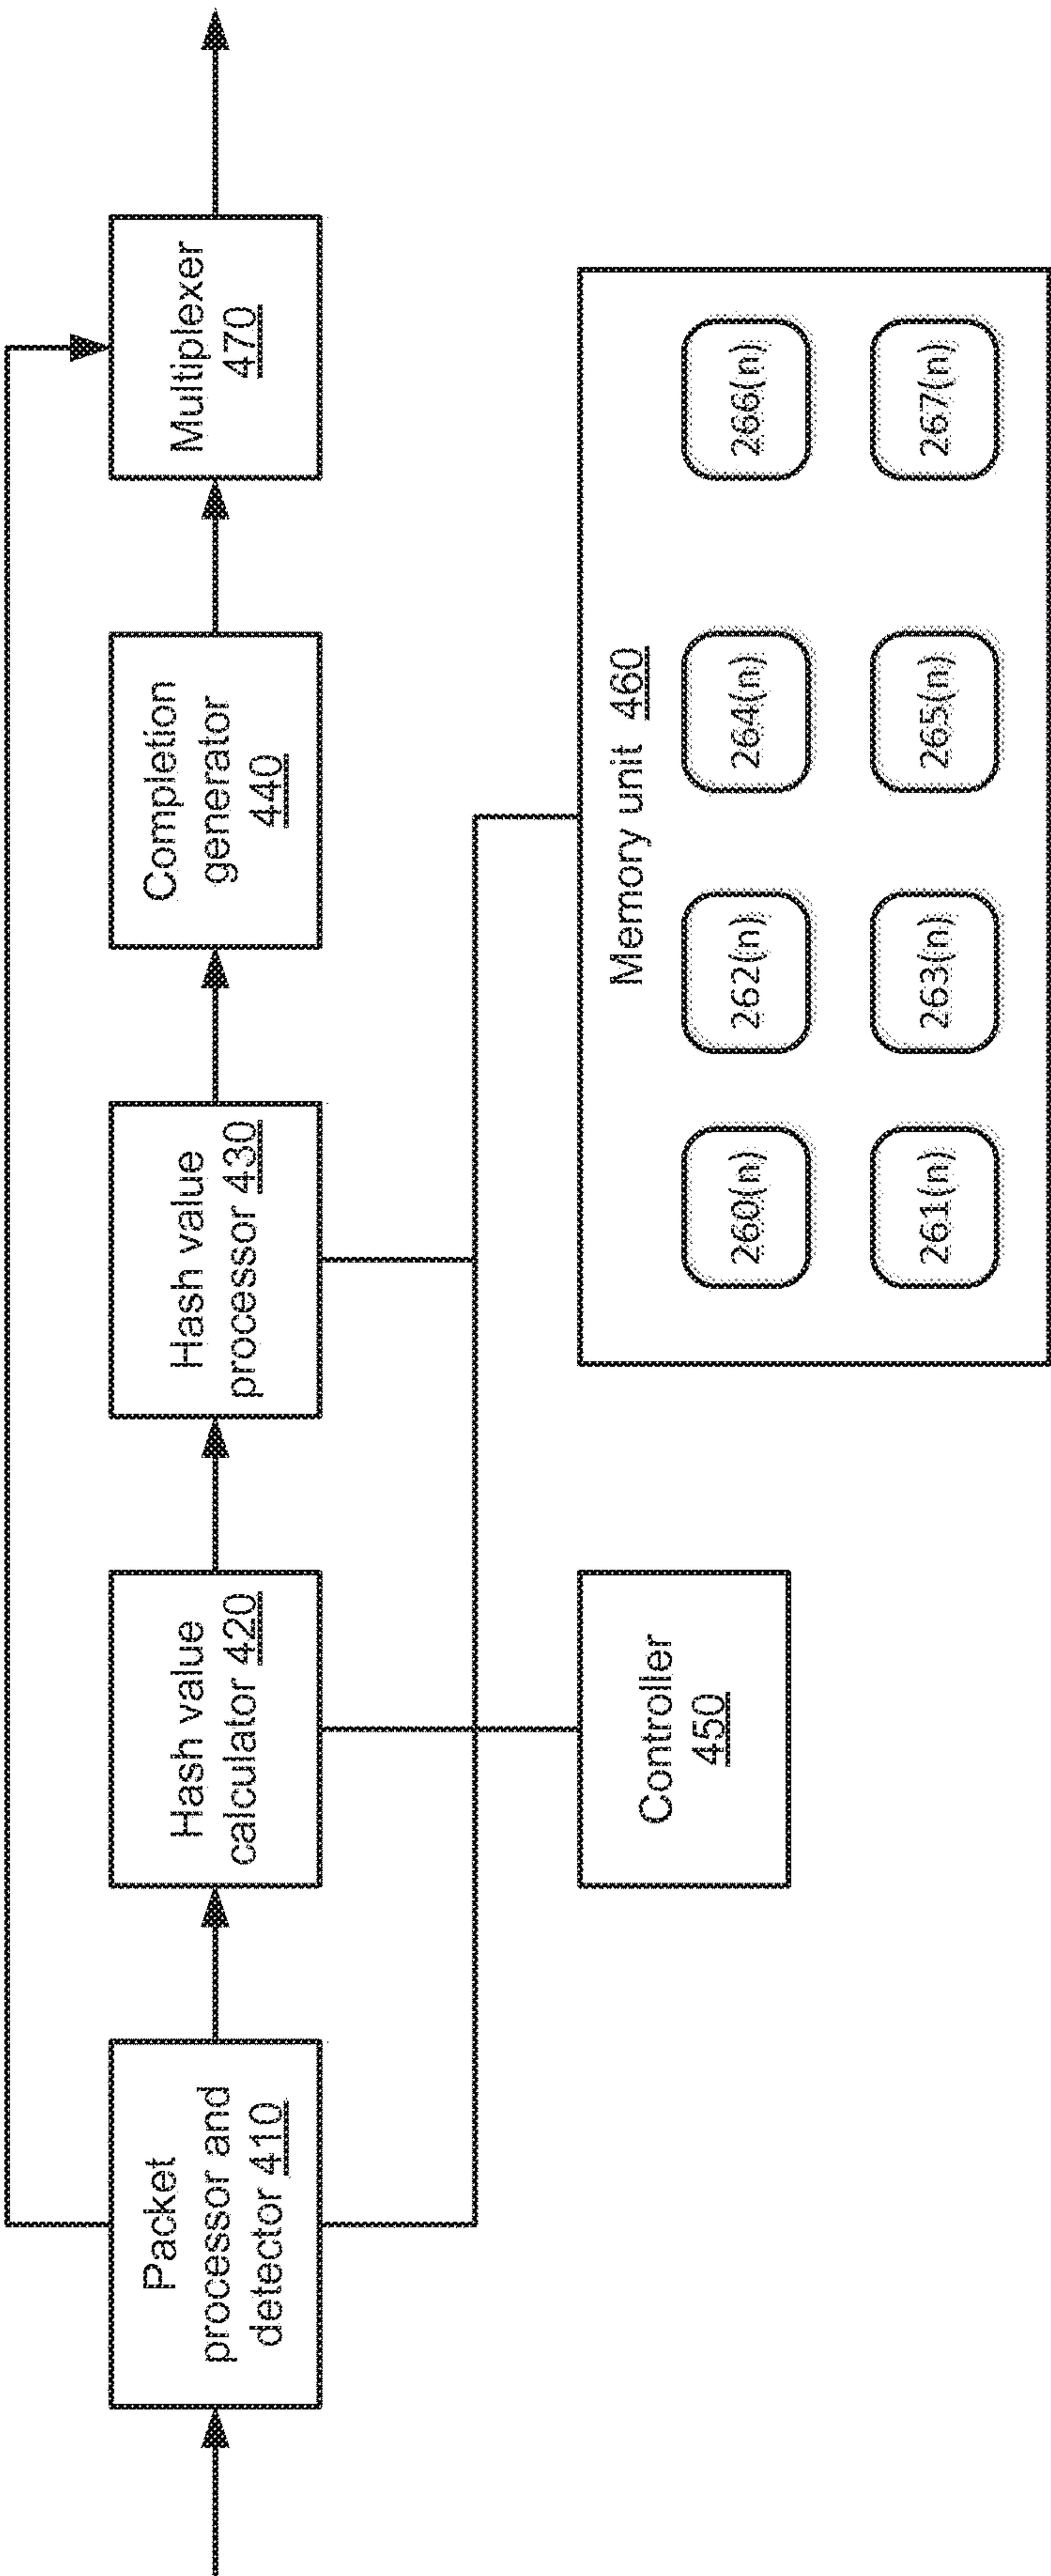 Packet
processor and
detector 410
Hash value
calculator 420
Hash value
processor 430
Completion
generator
440
Multiplexer
470
Controller
450
Memory unit 460
260(n)
262(n)
264(n)
266(n)
261(n)
263(n)
265(n)
267(n)